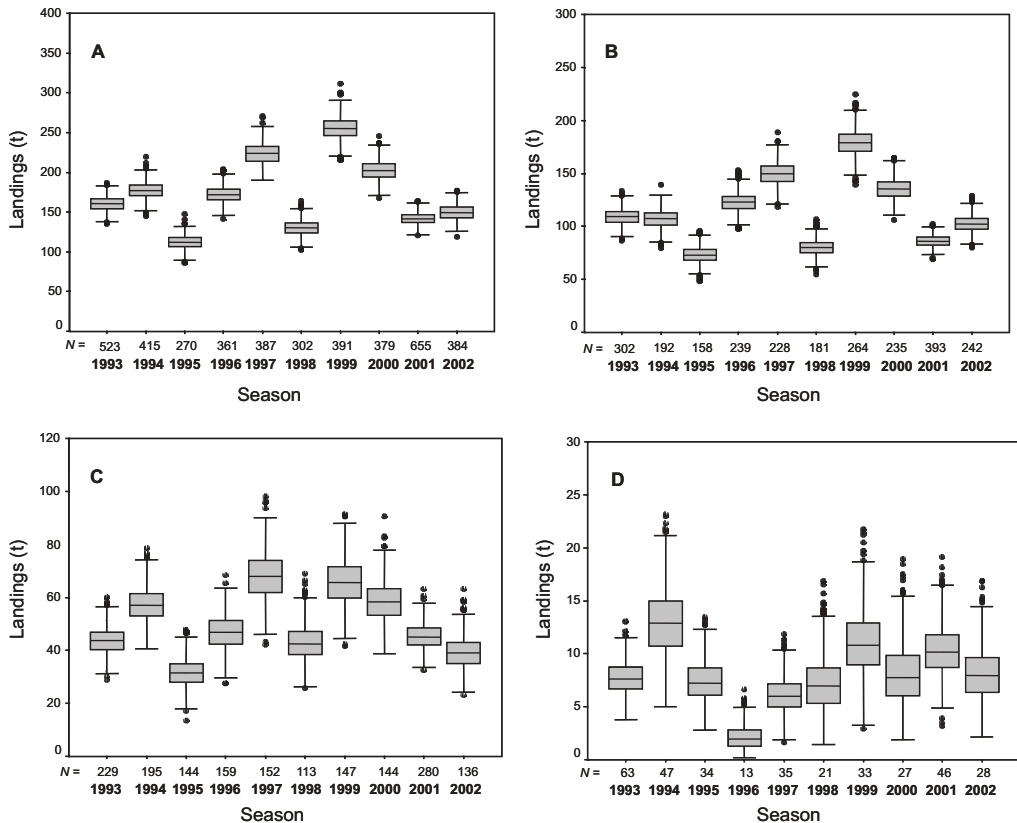 400
350
300
250
200
150
100
50
0
Landings (t)
A
N = 523 415 270 361 387 302 391 379 655 384
1993 1994 1995 1996 1997 1998 1999 2000 2001 2002
Season
300
250
200
150
100
50
0
Landings (t)
B
N = 302 192 158 239 228 181 264 235 393 242
1993 1994 1995 1996 1997 1998 1999 2000 2001 2002
Season
120
100
80
60
40
20
0
Landings (t)
C
N = 229 195 144 159 152 113 147 144 280 136
1993 1994 1995 1996 1997 1998 1999 2000 2001 2002
Season
30
25
20
15
10
5
0
Landings (t)
D
N = 63 47 34 13 35 21 33 27 46 28
1993 1994 1995 1996 1997 1998 1999 2000 2001 2002
Season